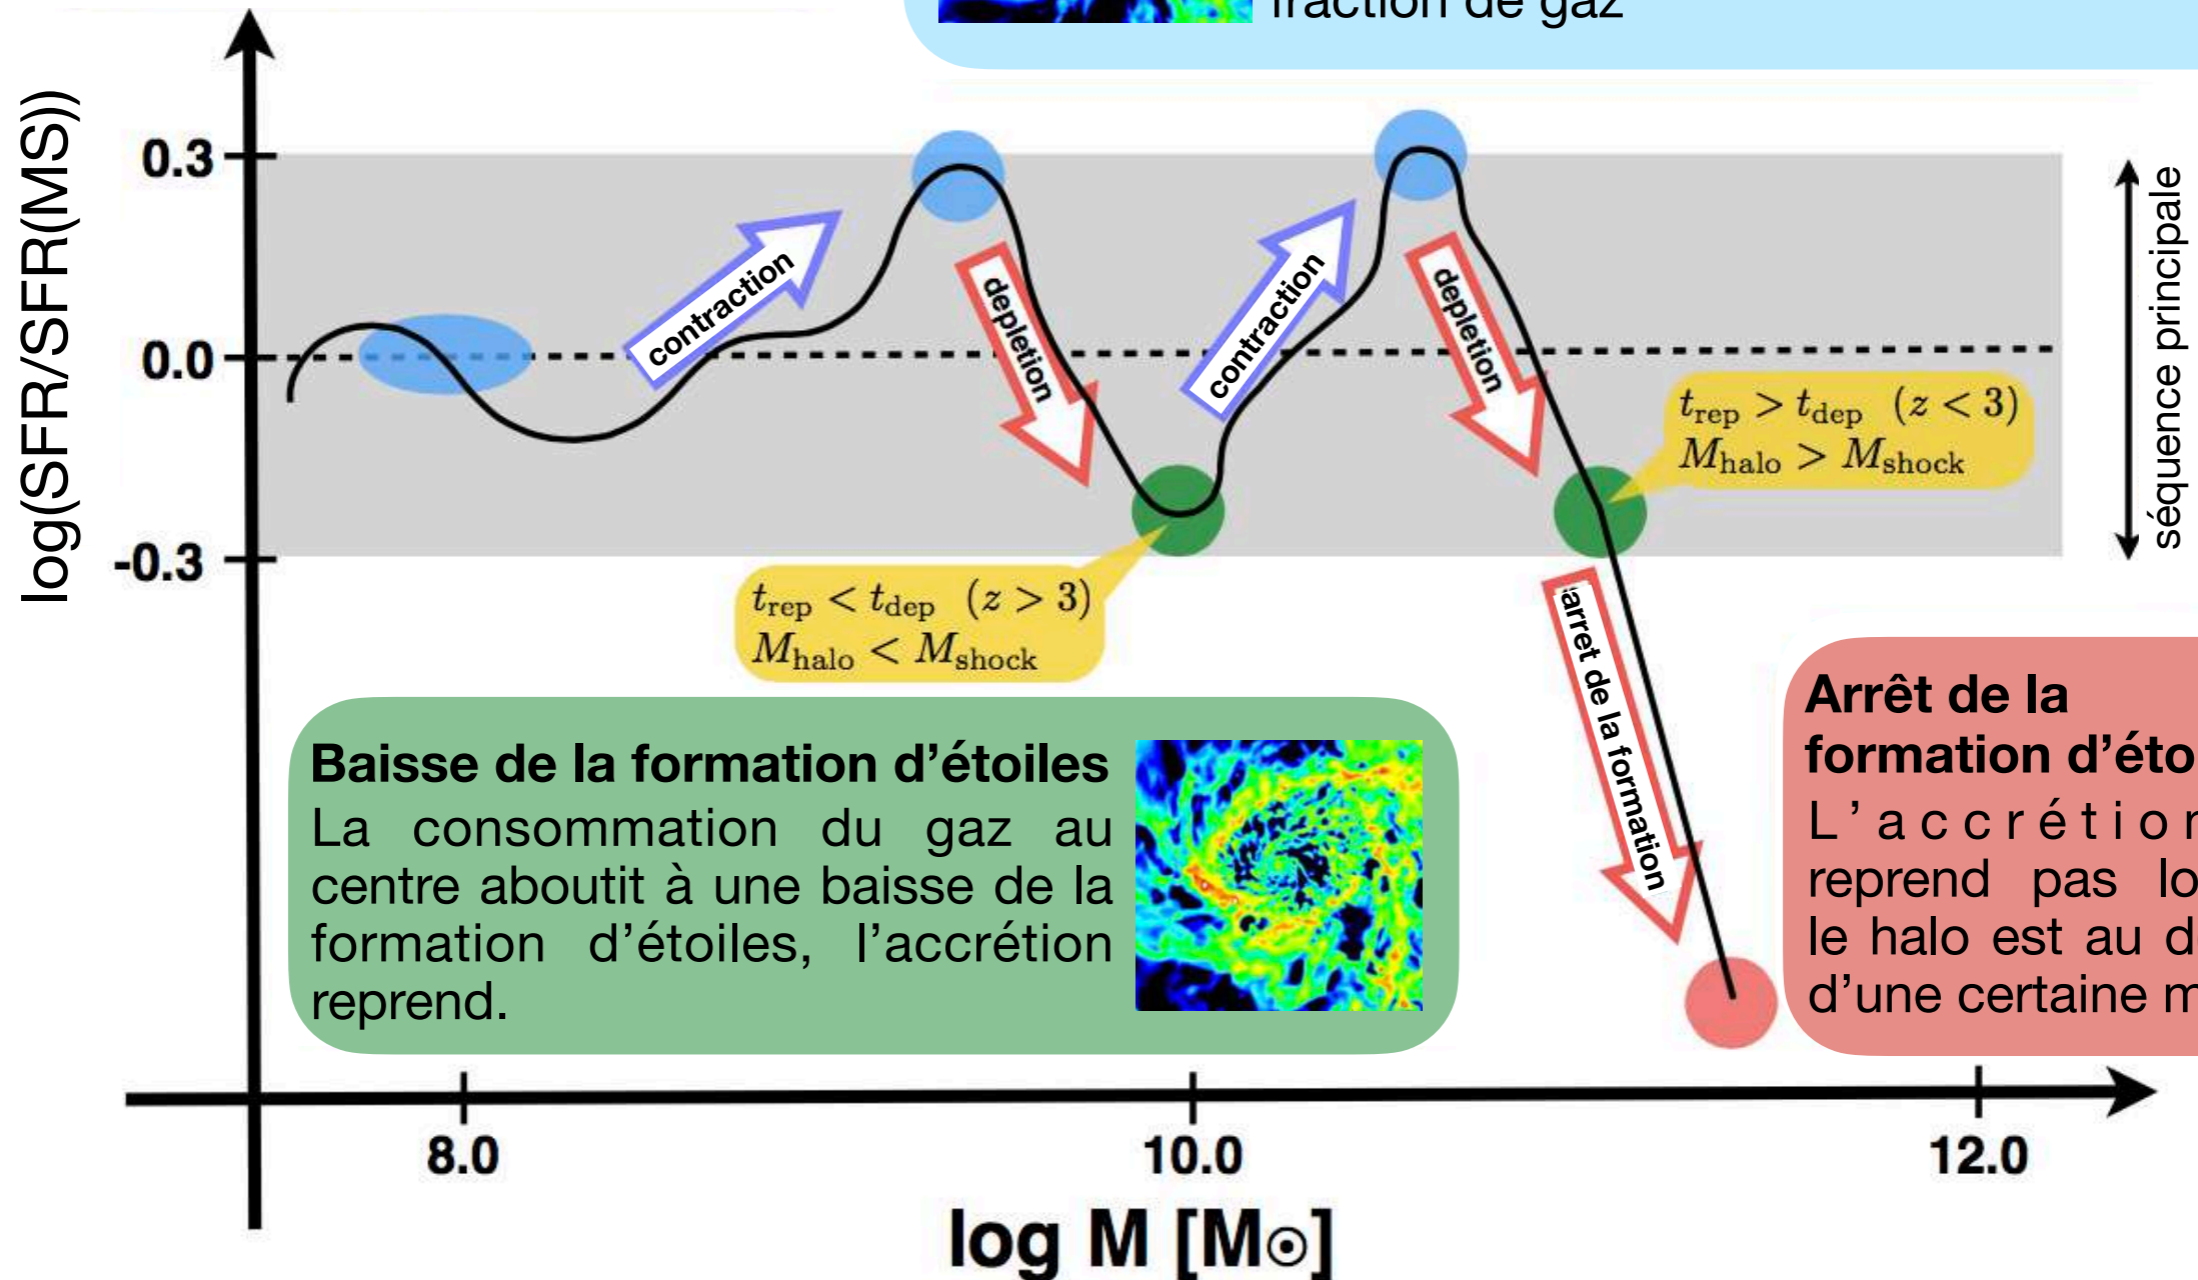 fraction de gaz
log(SFR/SFR(MS))
0.3
0.0
-0.3
séquence principale
contraction
depletion
contraction
depletion
t_rep > t_dep (z < 3)
M_halo > M_shock
t_rep < t_dep (z > 3)
M_halo < M_shock
arret de la formation
Baisse de la formation d’étoiles
La consommation du gaz au
centre aboutit à une baisse de la
formation d’étoiles, l’accrétion
reprend.
Arrêt de la
formation d’éto
L’accrétion
reprend pas lo
le halo est au d
d’une certaine m
8.0
10.0
12.0
log M [M⊙]